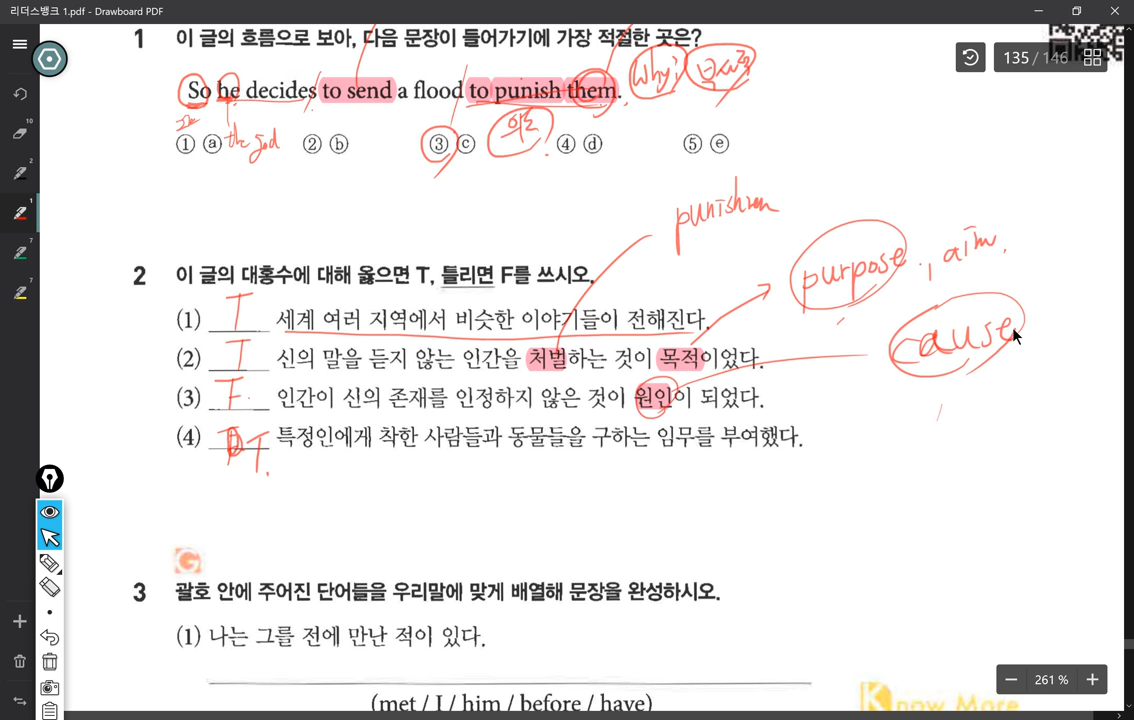 리더스뱅크 1.pdf - Drawboard PDF
135 / 146
1 이 글의 흐름으로 보아, 다음 문장이 들어가기에 가장 적절한 곳은?
So he decides to send a flood to punish them.
why?
의도
the god
① ⓐ ② ⓑ ③ ⓒ ④ ⓓ ⑤ ⓔ
purpose, aim.
cause
2 이 글의 대홍수에 대해 옳으면 T, 틀리면 F를 쓰시오.
(1) T 세계 여러 지역에서 비슷한 이야기들이 전해진다.
(2) T 신의 말을 듣지 않는 인간을 처벌하는 것이 목적이었다.
(3) F 인간이 신의 존재를 인정하지 않은 것이 원인이 되었다.
(4) T. 특정인에게 착한 사람들과 동물들을 구하는 임무를 부여했다.
G
3 괄호 안에 주어진 단어들을 우리말에 맞게 배열해 문장을 완성하시오.
(1) 나는 그를 전에 만난 적이 있다.
(met / I / him / before / have)
Know More
261 %
10
2
1
7
7